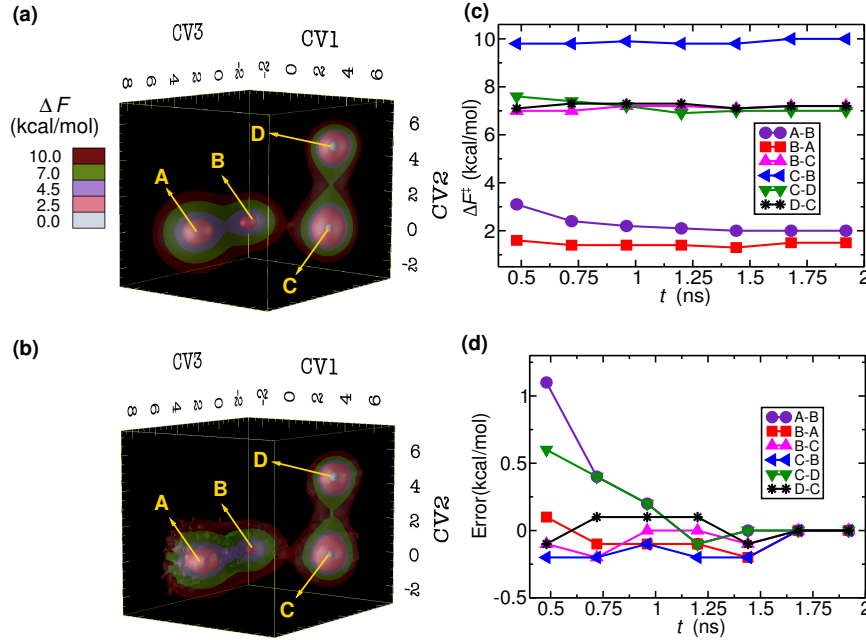 (a)
CV3
CV1
8 6 4 2 0 -2 0 2 4 6
Δ F
(kcal/mol)
10.0
7.0
4.5
2.5
0.0
D
B
A
C
6
4
2
0
-2
CV2
(b)
CV3
CV1
8 6 4 2 0 -2 0 2 4 6
D
B
A
C
6
4
2
0
-2
CV2
(c)
10
8
6
4
2
ΔF‡ (kcal/mol)
A-B
B-A
B-C
C-B
C-D
D-C
0.5 0.75 1 1.25 1.5 1.75 2
t (ns)
(d)
1
0.5
0
-0.5
Error(kcal/mol)
A-B
B-A
B-C
C-B
C-D
D-C
0.5 0.75 1 1.25 1.5 1.75 2
t (ns)